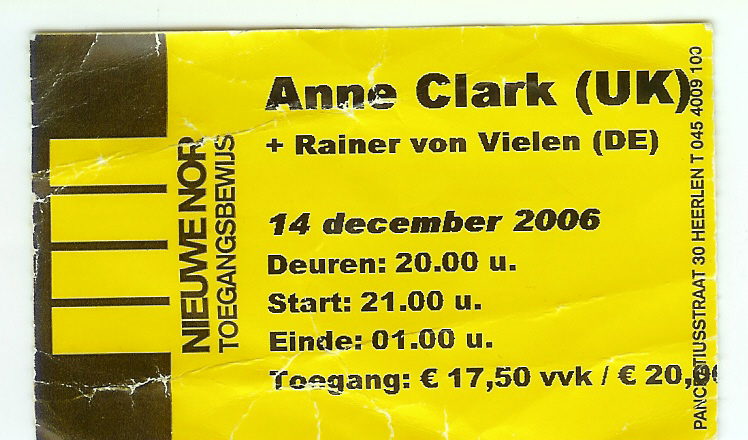 Anne Clark (UK)
+ Rainer von Vielen (DE)
14 december 2006
Deuren: 20.00 u.
Start: 21.00 u.
Einde: 01.00 u.
Toegang: € 17,50 vvk / € 20,00
NIEUWE NOR
TOEGANGSBEWIJS
PANCRATIUSSTRAAT 30 HEERLEN T 045 4009 100